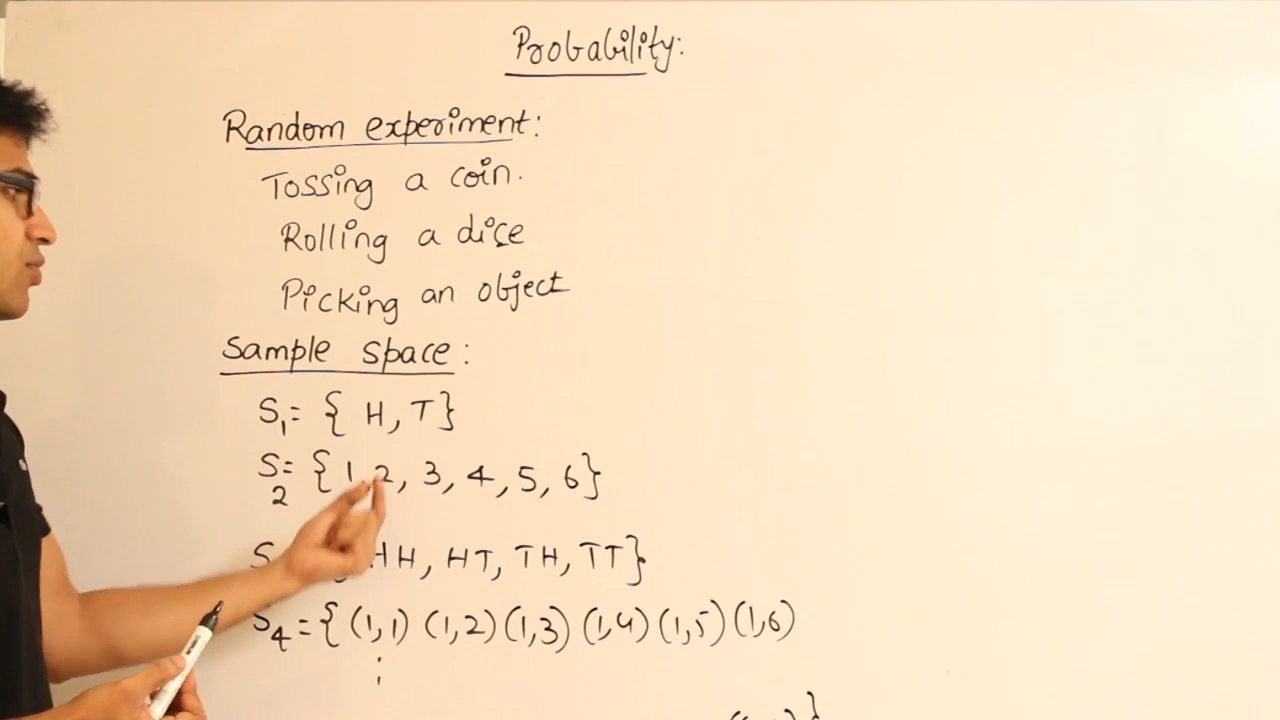 Probability:
Random experiment:
Tossing a coin.
Rolling a dice
Picking an object
Sample space:
S₁= { H, T}
S₂= {1,2, 3, 4, 5, 6}
S HH, HT, TH, TT}
S₄ = { (1,1) (1,2) (1,3) (1,4) (1,5) (1,6)
⋮
}